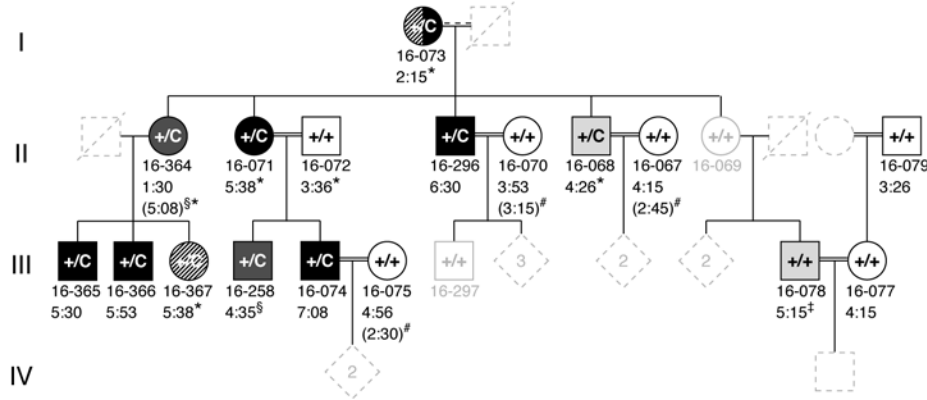 I
+/C
16-073
2:15*
II
+/C +/C +/+ +/C +/+ +/C +/+ +/+ +/+
16-364 16-071 16-072 16-296 16-070 16-068 16-067 16-069 16-079
1:30 5:38* 3:36* 6:30 3:53 4:26* 4:15 3:26
(5:08)§* (3:15)# (2:45)#
III
+/C +/C +/C +/C +/C +/+ +/+ 3 2 2 +/+ +/+
16-365 16-366 16-367 16-258 16-074 16-075 16-297 16-078 16-077
5:30 5:53 5:38* 4:35§ 7:08 4:56 5:15‡ 4:15
(2:30)#
IV
2